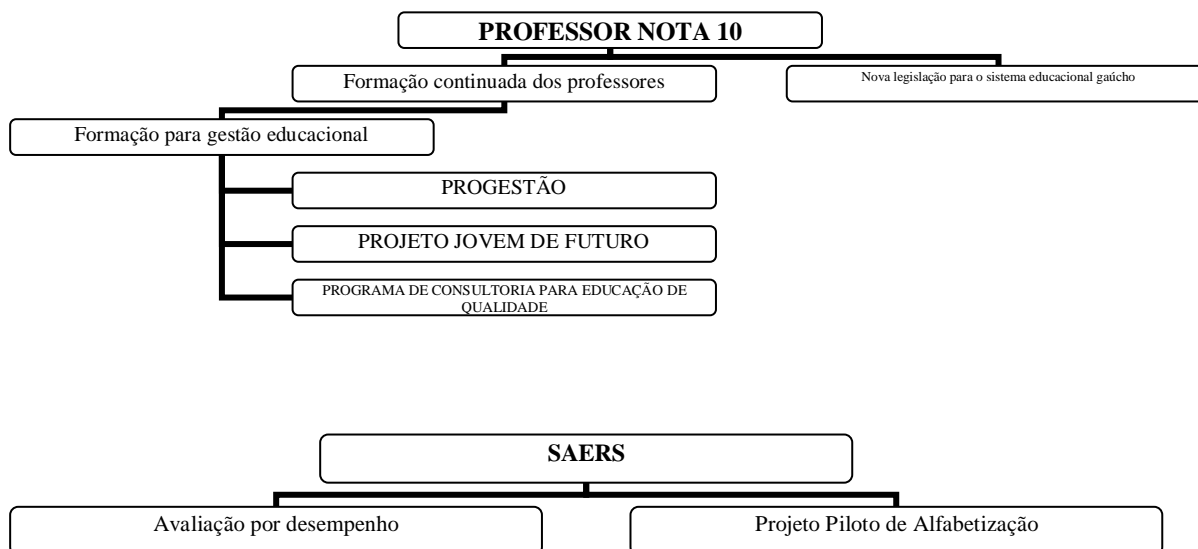 PROFESSOR NOTA 10
Formação continuada dos professores
Nova legislação para o sistema educacional gaúcho
Formação para gestão educacional
PROGESTÃO
PROJETO JOVEM DE FUTURO
PROGRAMA DE CONSULTORIA PARA EDUCAÇÃO DE
QUALIDADE
SAERS
Avaliação por desempenho
Projeto Piloto de Alfabetização